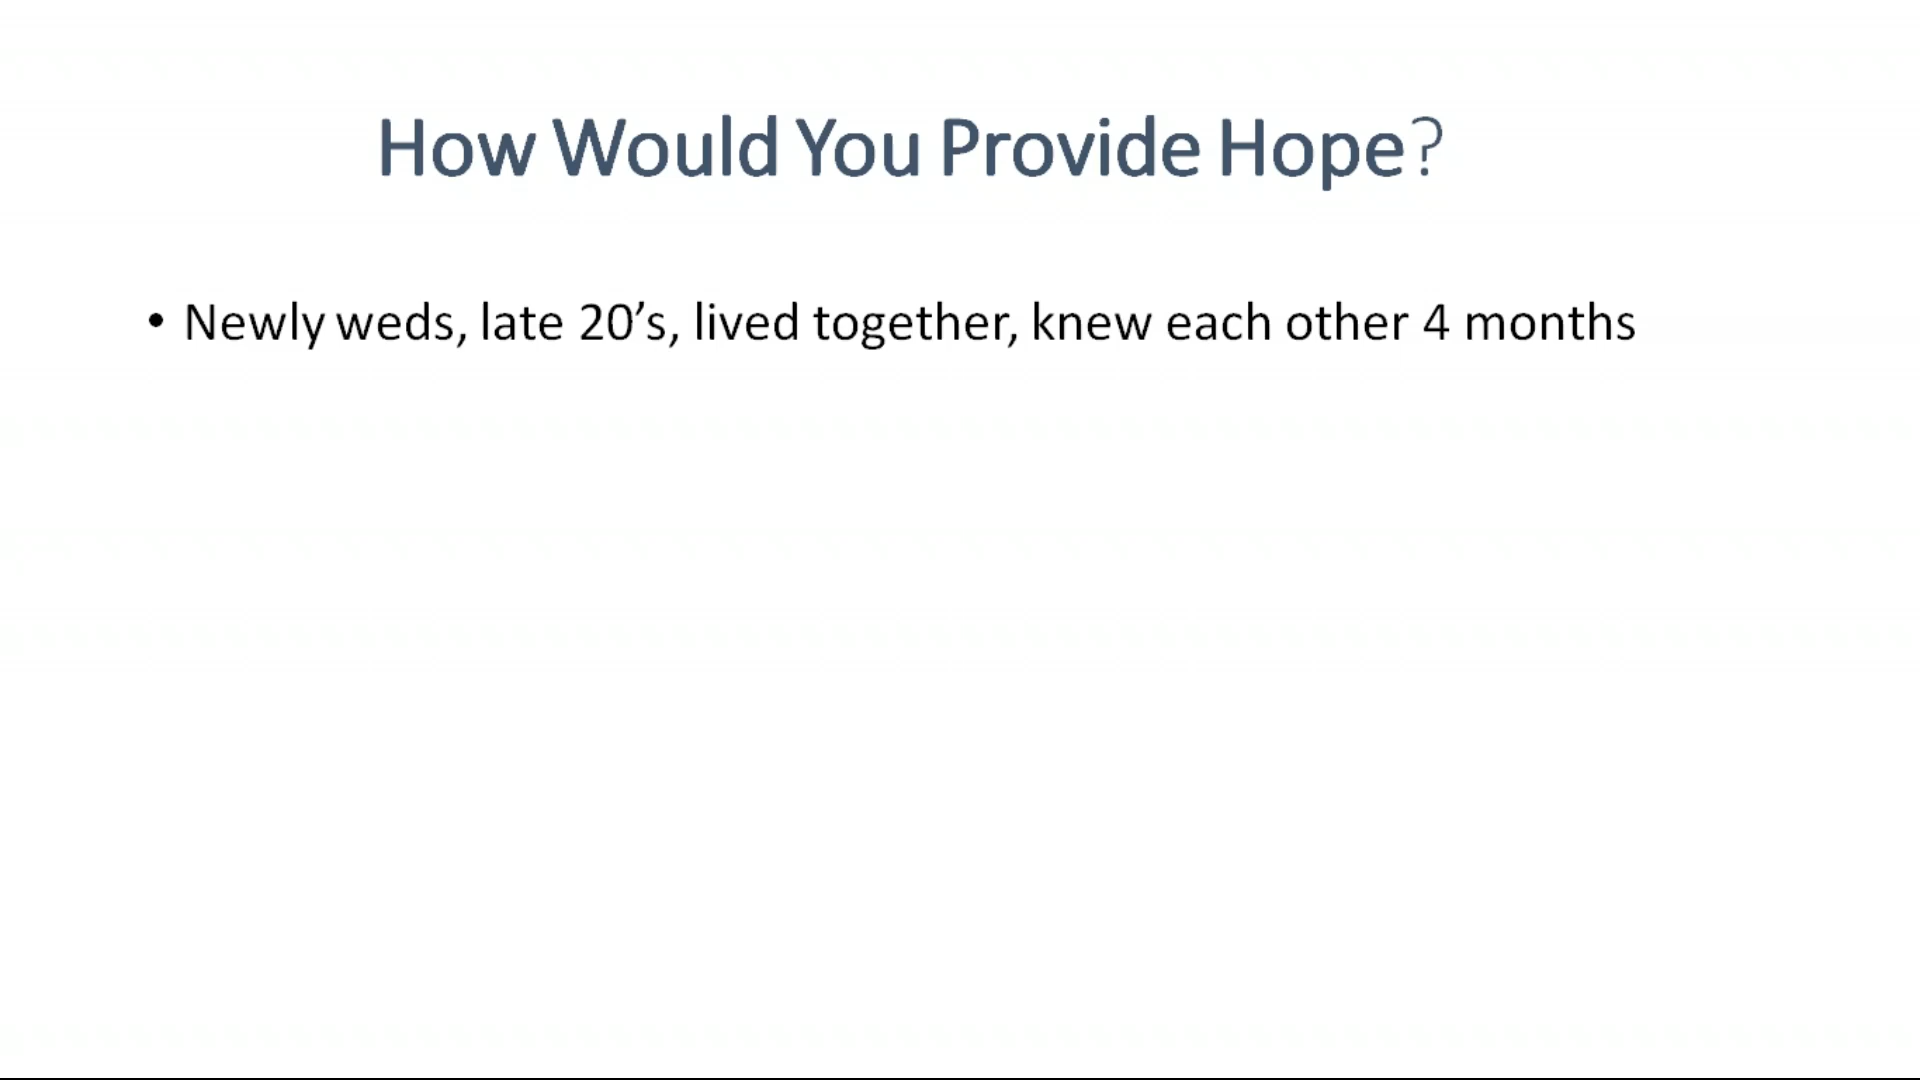 How Would You Provide Hope?
• Newly weds, late 20’s, lived together, knew each other 4 months